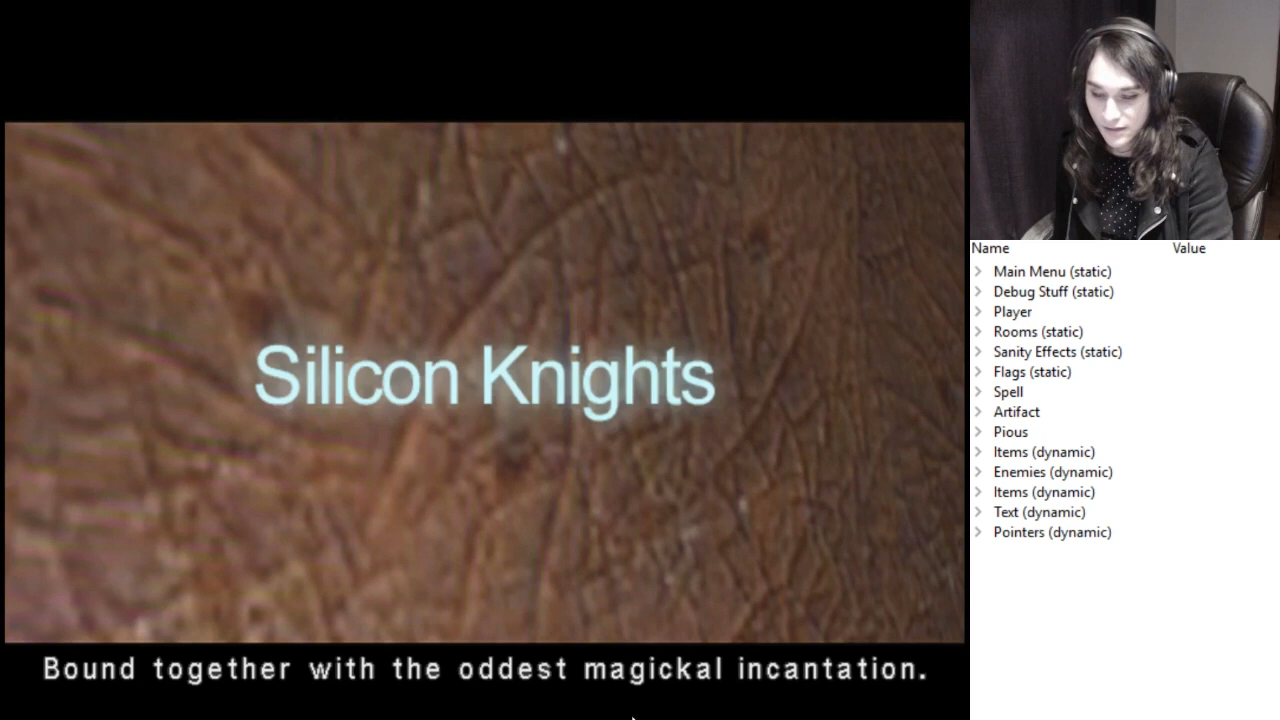 Silicon Knights
Bound together with the oddest magickal incantation.
Name Value
Main Menu (static)
Debug Stuff (static)
Player
Rooms (static)
Sanity Effects (static)
Flags (static)
Spell
Artifact
Pious
Items (dynamic)
Enemies (dynamic)
Items (dynamic)
Text (dynamic)
Pointers (dynamic)